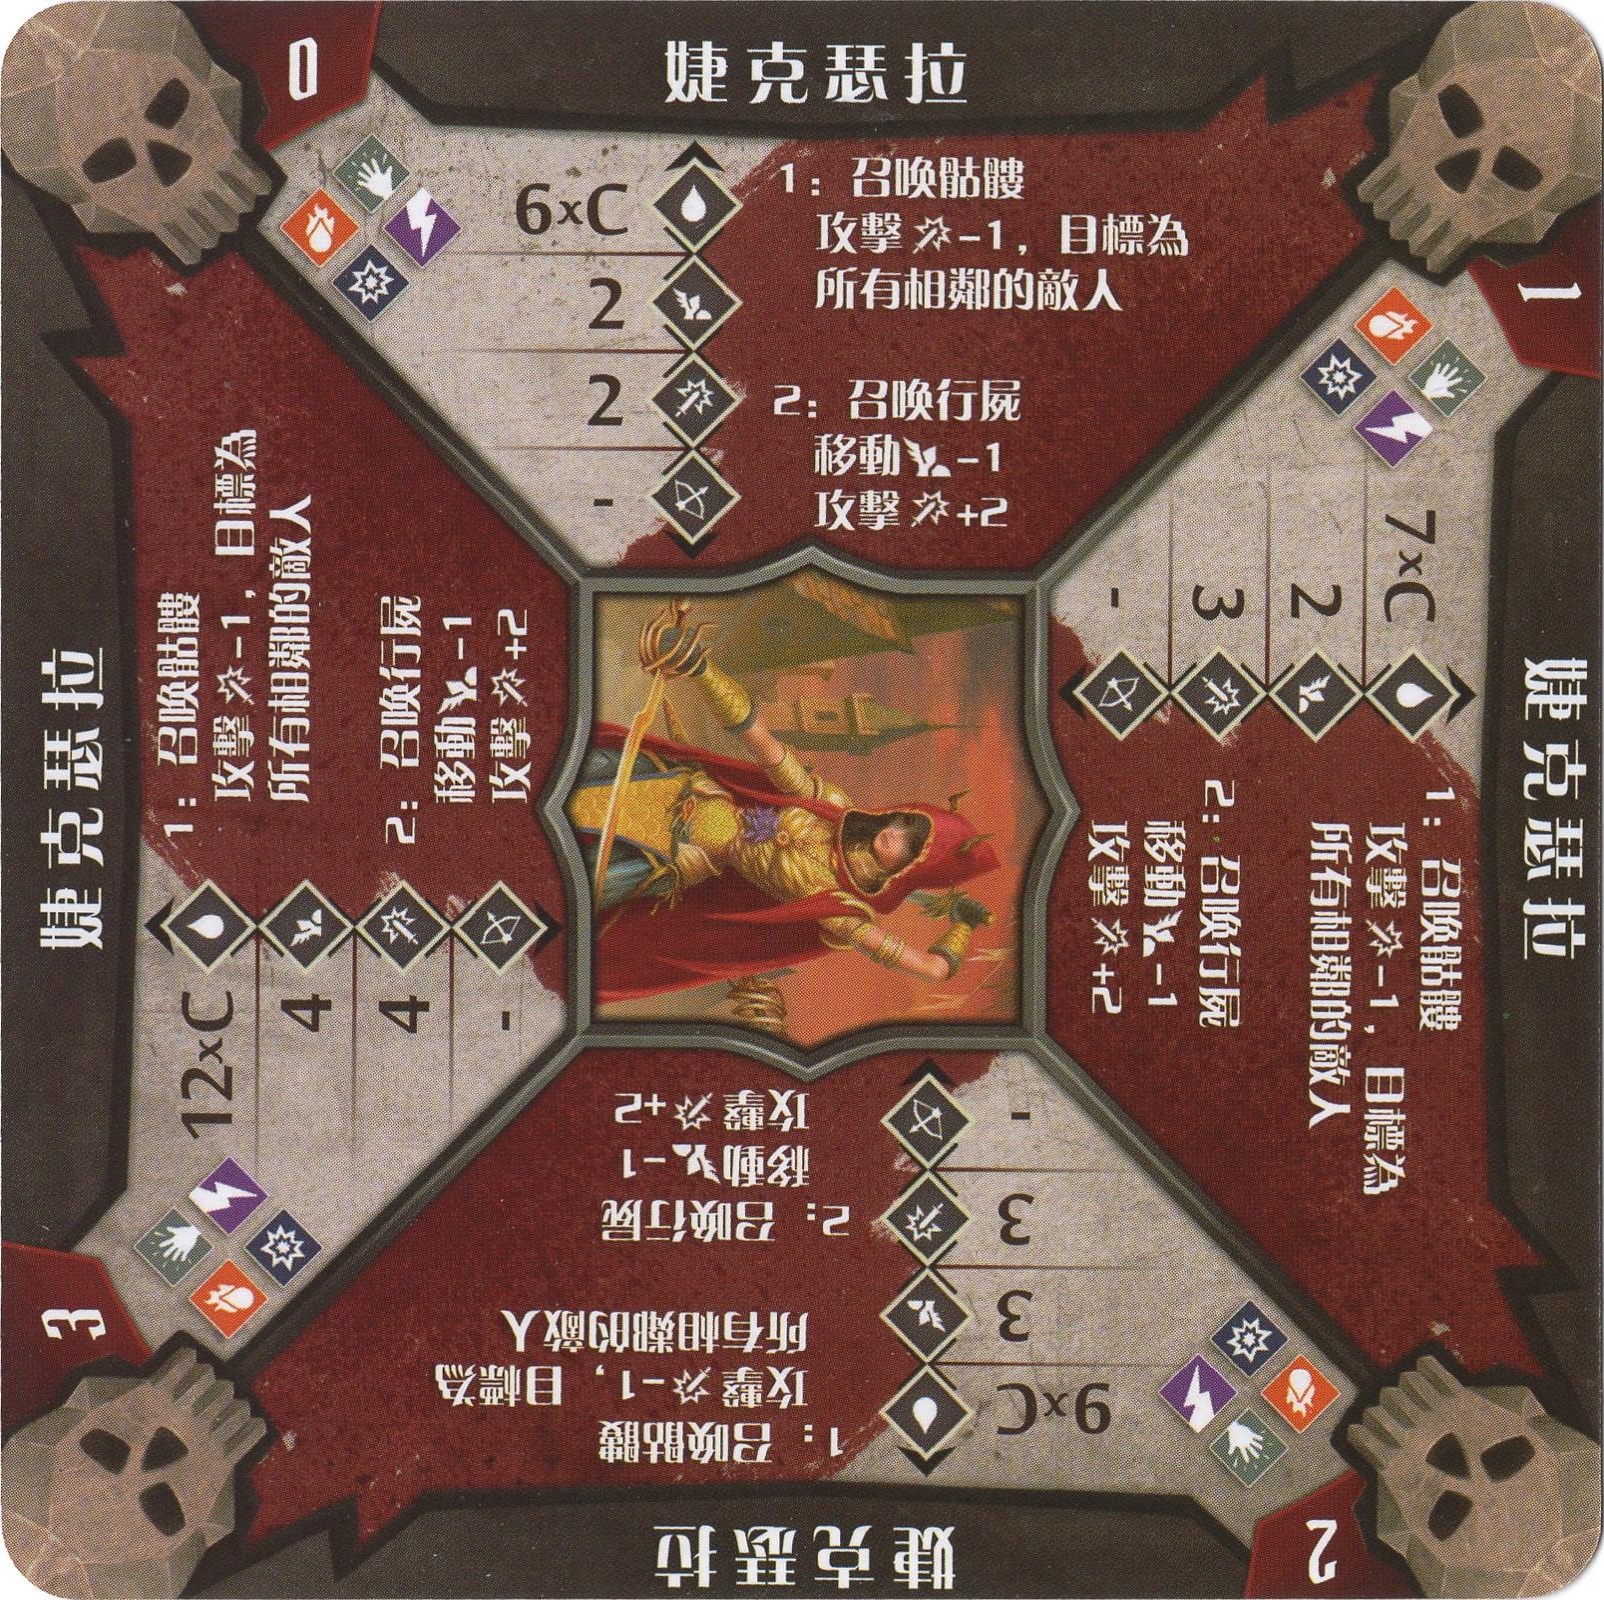 0
婕克瑟拉
6xC
2
2
-
1: 召喚骷髏
攻擊 -1, 目標為
所有相鄰的敵人
2: 召喚行屍
移動 -1
攻擊 +2
1
婕克瑟拉
7xC
2
3
-
1: 召喚骷髏
攻擊 -1, 目標為
所有相鄰的敵人
2: 召喚行屍
移動 -1
攻擊 +2
2
婕克瑟拉
9xC
3
3
-
1: 召喚骷髏
攻擊 -1, 目標為
所有相鄰的敵人
2: 召喚行屍
移動 -1
攻擊 +2
3
婕克瑟拉
12xC
4
4
-
1: 召喚骷髏
攻擊 -1, 目標為
所有相鄰的敵人
2: 召喚行屍
移動 -1
攻擊 +2